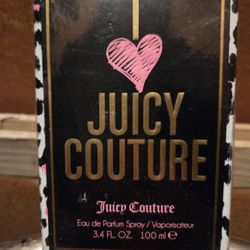 JUICY
COUTURE
Juicy Couture
Eau de Parfum Spray / Vaporisateur
3.4 FL. OZ. 100 ml ℮